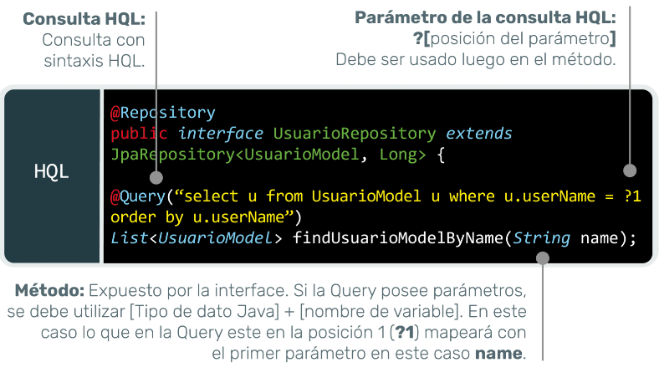 Consulta HQL:
Consulta con
sintaxis HQL.
Parámetro de la consulta HQL:
?[posición del parámetro]
Debe ser usado luego en el método.
HQL
@Repository
public interface UsuarioRepository extends
JpaRepository<UsuarioModel, Long> {
@Query(“select u from UsuarioModel u where u.userName = ?1
order by u.userName”)
List<UsuarioModel> findUsuarioModelByName(String name);
Método: Expuesto por la interface. Si la Query posee parámetros,
se debe utilizar [Tipo de dato Java] + [nombre de variable]. En este
caso lo que en la Query este en la posición 1 (?1) mapeará con
el primer parámetro en este caso name.